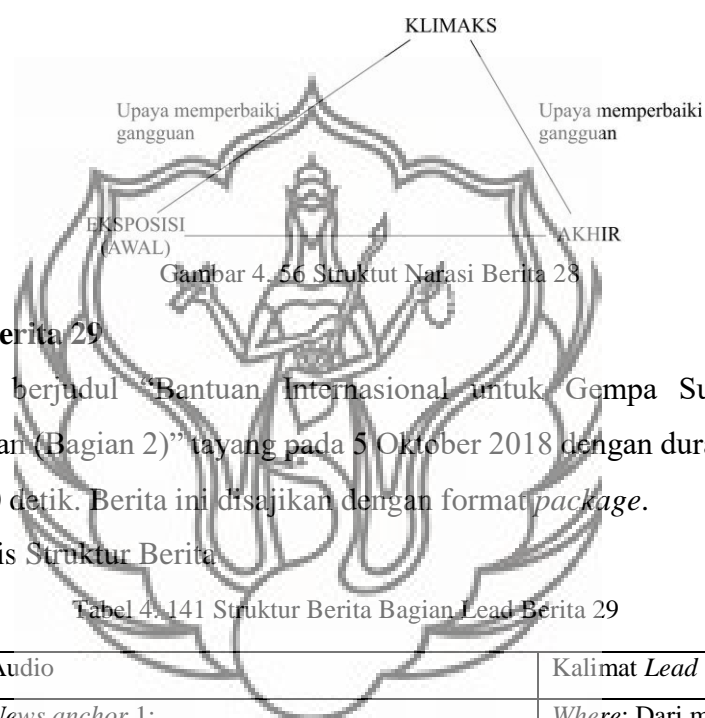 KLIMAKS
Upaya memperbaiki
gangguan
Upaya memperbaiki
gangguan
EKSPOSISI
(AWAL)
AKHIR
Gambar 4. 56 Struktut Narasi Berita 28
erita 29
berjudul “Bantuan Internasional untuk Gempa Su
an (Bagian 2)” tayang pada 5 Oktober 2018 dengan dura
detik. Berita ini disajikan dengan format package.
is Struktur Berita
Tabel 4. 141 Struktur Berita Bagian Lead Berita 29
Audio Kalimat Lead
News anchor 1: Where: Dari m